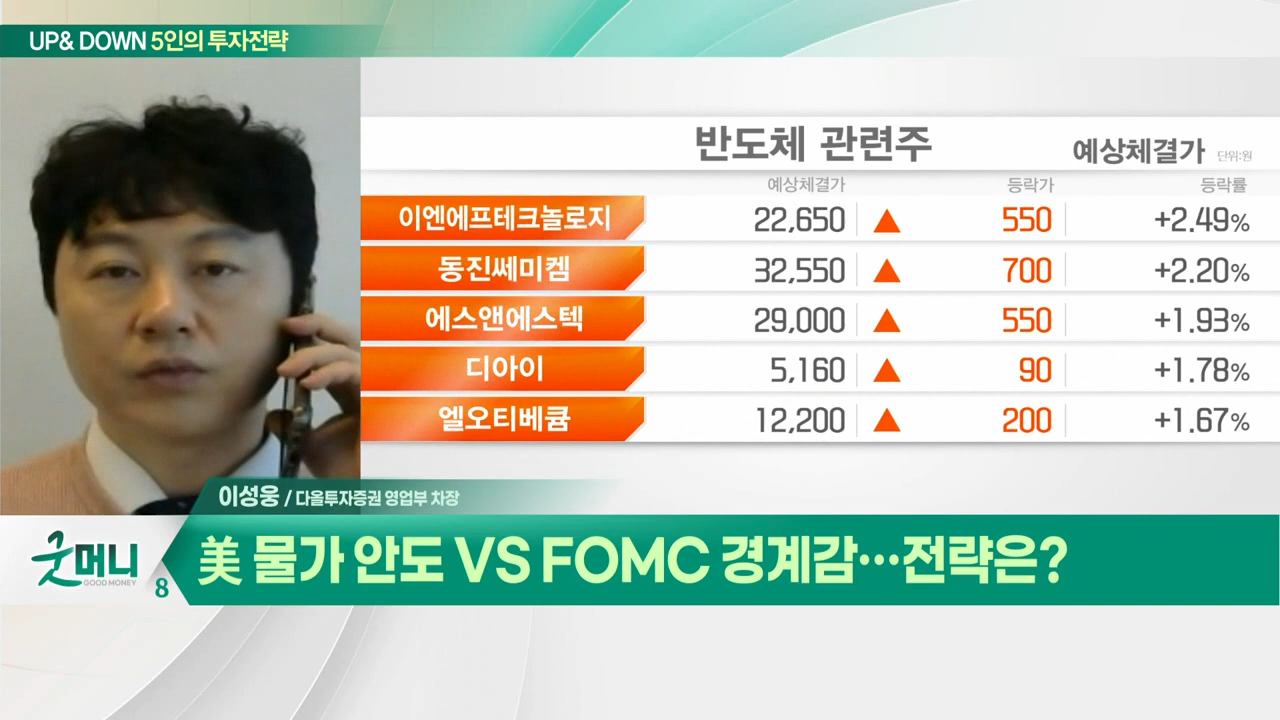 UP& DOWN 5인의 투자전략
반도체 관련주 예상체결가 단위:원
예상체결가 등락가 등락률
이엔에프테크놀로지 22,650 ▲ 550 +2.49%
동진쎄미켐 32,550 ▲ 700 +2.20%
에스앤에스텍 29,000 ▲ 550 +1.93%
디아이 5,160 ▲ 90 +1.78%
엘오티베큠 12,200 ▲ 200 +1.67%
이성웅 / 다올투자증권 영업부 차장
굿머니 GOOD MONEY 8
美 물가 안도 VS FOMC 경계감…전략은?